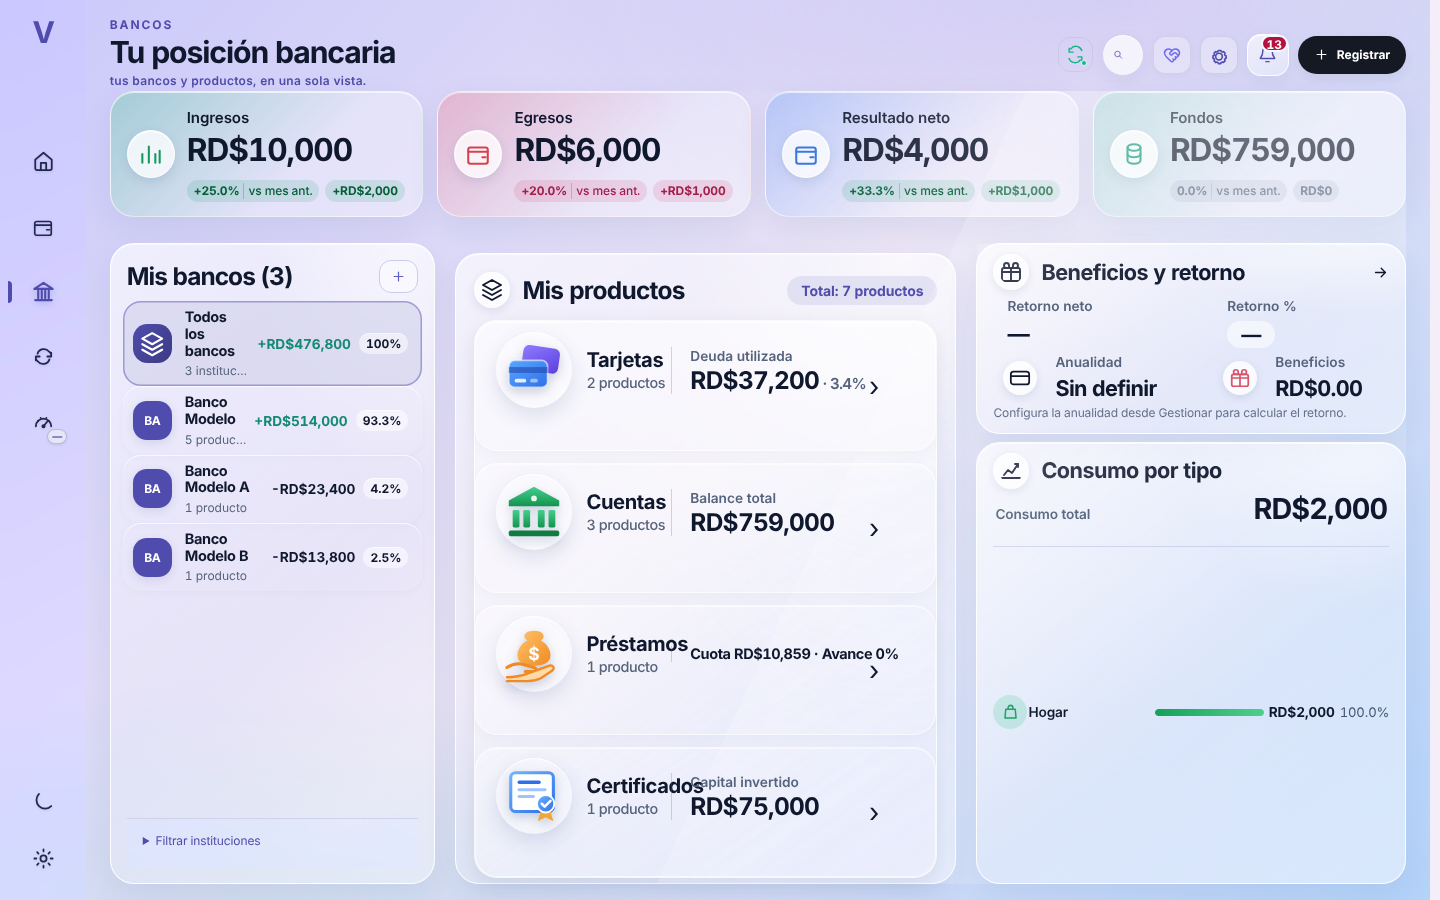 V
BANCOS
Tu posición bancaria
tus bancos y productos, en una sola vista.
13
+ Registrar
Ingresos
RD$10,000
+25.0% vs mes ant. +RD$2,000
Egresos
RD$6,000
+20.0% vs mes ant. +RD$1,000
Resultado neto
RD$4,000
+33.3% vs mes ant. +RD$1,000
Fondos
RD$759,000
0.0% vs mes ant. RD$0
Mis bancos (3)
+
Todos los bancos
3 instituc...
+RD$476,800 100%
BA
Banco Modelo
5 produc...
+RD$514,000 93.3%
BA
Banco Modelo A
1 producto
-RD$23,400 4.2%
BA
Banco Modelo B
1 producto
-RD$13,800 2.5%
Filtrar instituciones
Mis productos
Total: 7 productos
Tarjetas
2 productos
Deuda utilizada
RD$37,200 · 3.4%
Cuentas
3 productos
Balance total
RD$759,000
Préstamos
1 producto
Cuota RD$10,859 · Avance 0%
Certificados
1 producto
Capital invertido
RD$75,000
Beneficios y retorno
Retorno neto
—
Retorno %
—
Anualidad
Sin definir
Beneficios
RD$0.00
Configura la anualidad desde Gestionar para calcular el retorno.
Consumo por tipo
Consumo total
RD$2,000
Hogar
RD$2,000 100.0%